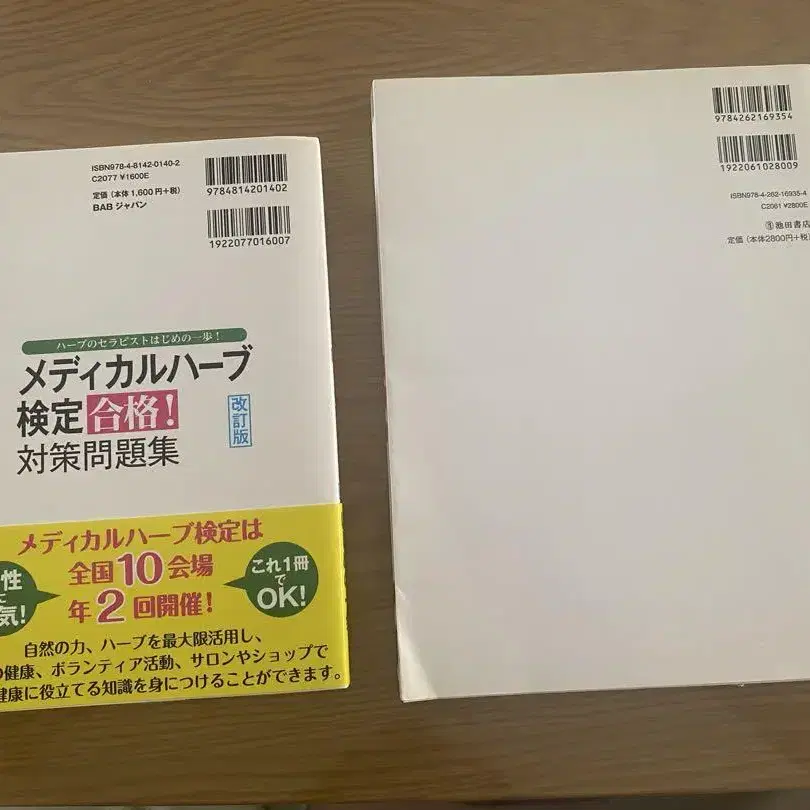 ISBN978-4-8142-0140-2
C2077 ¥1600E
定価(本体1,600円+税)
BABジャパン
9784814201402
1922077016007
ハーブのセラピストはじめの一歩!
メディカルハーブ
検定合格!
対策問題集
改訂版
メディカルハーブ検定は
全国10会場
年2回開催!
性
気!
これ1冊
で
OK!
自然の力、ハーブを最大限活用し、
健康、ボランティア活動、サロンやショップで
健康に役立てる知識を身につけることができます。
9784262169354
1922061028009
ISBN978-4-262-16935-4
C2061 ¥2800E
池田書店
定価(本体2800円+税)